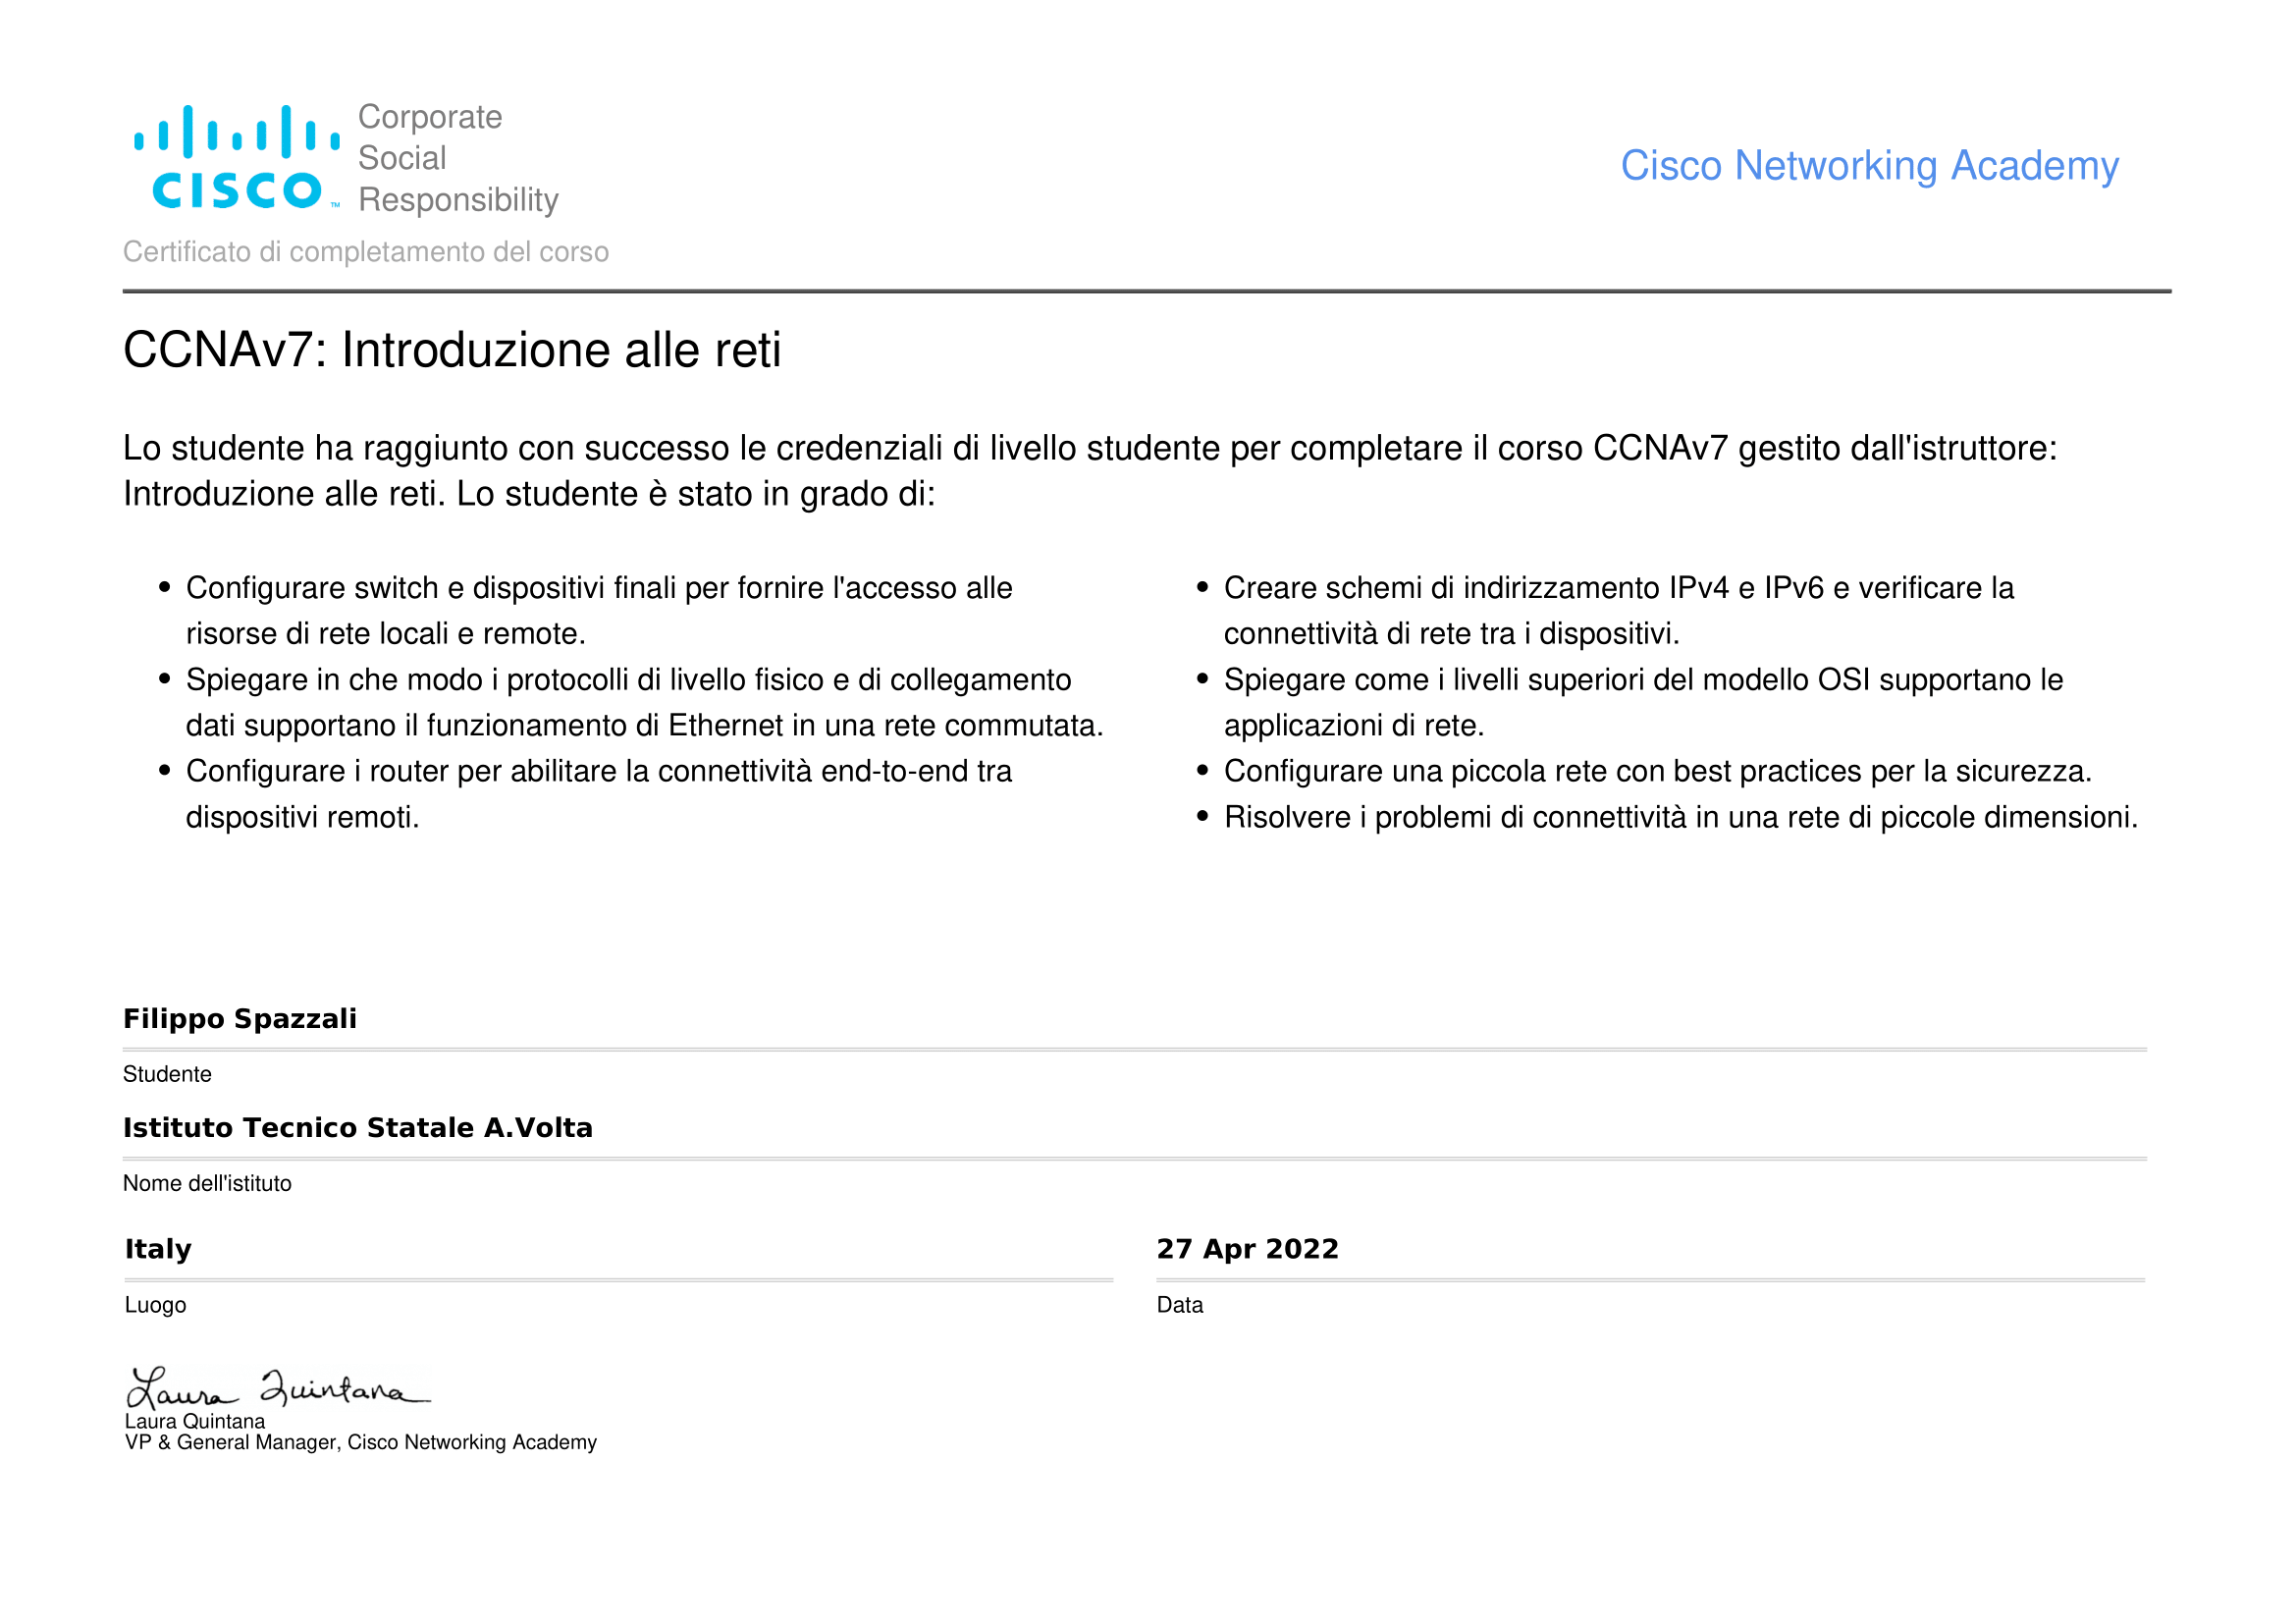 Corporate
Social
Responsibility
CISCO™
Cisco Networking Academy
Certificato di completamento del corso
CCNAv7: Introduzione alle reti
Lo studente ha raggiunto con successo le credenziali di livello studente per completare il corso CCNAv7 gestito dall'istruttore:
Introduzione alle reti. Lo studente è stato in grado di:
• Configurare switch e dispositivi finali per fornire l'accesso alle
risorse di rete locali e remote.
• Spiegare in che modo i protocolli di livello fisico e di collegamento
dati supportano il funzionamento di Ethernet in una rete commutata.
• Configurare i router per abilitare la connettività end-to-end tra
dispositivi remoti.
• Creare schemi di indirizzamento IPv4 e IPv6 e verificare la
connettività di rete tra i dispositivi.
• Spiegare come i livelli superiori del modello OSI supportano le
applicazioni di rete.
• Configurare una piccola rete con best practices per la sicurezza.
• Risolvere i problemi di connettività in una rete di piccole dimensioni.
Filippo Spazzali
Studente
Istituto Tecnico Statale A.Volta
Nome dell'istituto
Italy
Luogo
27 Apr 2022
Data
Laura Quintana
Laura Quintana
VP & General Manager, Cisco Networking Academy